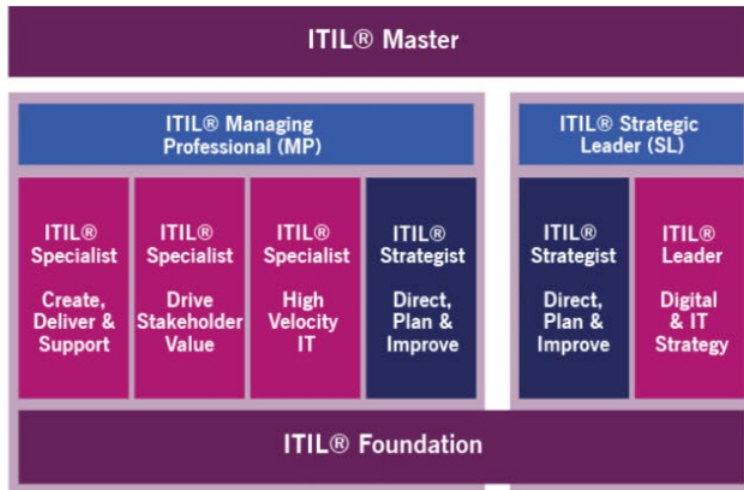 ITIL® Master
ITIL® Managing
Professional (MP)
ITIL® Strategic
Leader (SL)
ITIL®
Specialist
Create,
Deliver &
Support
ITIL®
Specialist
Drive
Stakeholder
Value
ITIL®
Specialist
High
Velocity
IT
ITIL®
Strategist
Direct,
Plan &
Improve
ITIL®
Strategist
Direct,
Plan &
Improve
ITIL®
Leader
Digital
& IT
Strategy
ITIL® Foundation